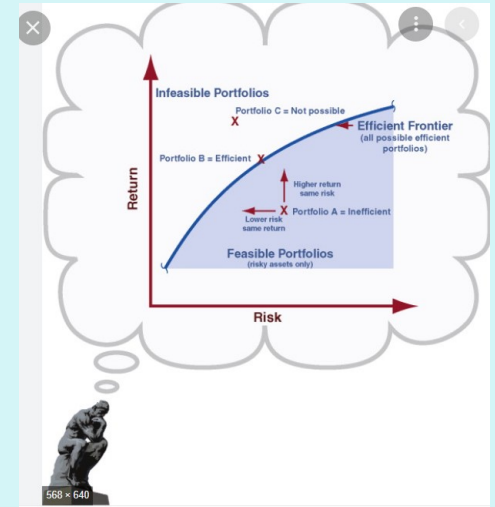 Infeasible Portfolios
Portfolio C = Not possible
X
Efficient Frontier
(all possible efficient
portfolios)
Portfolio B = Efficient X
Return
Higher return
same risk
X Portfolio A = Inefficient
Lower risk
same return
Feasible Portfolios
(risky assets only)
Risk
568 × 640